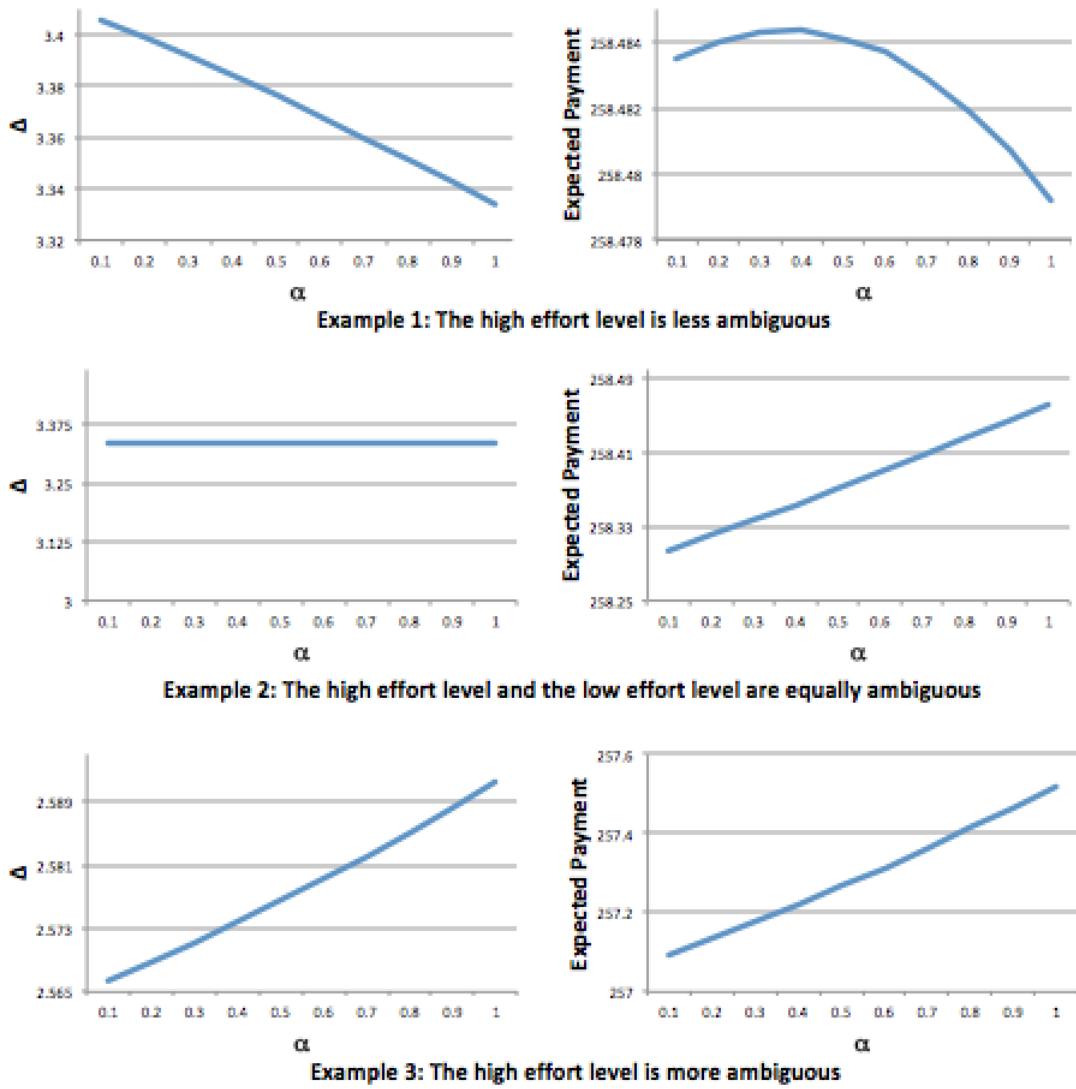 3.4
3.38
3.36
3.34
3.32
Δ
0.1 0.2 0.3 0.4 0.5 0.6 0.7 0.8 0.9 1
α
258.484
258.482
258.48
258.478
Expected Payment
0.1 0.2 0.3 0.4 0.5 0.6 0.7 0.8 0.9 1
α
Example 1: The high effort level is less ambiguous
3.375
3.25
3.125
3
Δ
0.1 0.2 0.3 0.4 0.5 0.6 0.7 0.8 0.9 1
α
258.49
258.41
258.33
258.25
Expected Payment
0.1 0.2 0.3 0.4 0.5 0.6 0.7 0.8 0.9 1
α
Example 2: The high effort level and the low effort level are equally ambiguous
2.589
2.581
2.573
2.565
Δ
0.1 0.2 0.3 0.4 0.5 0.6 0.7 0.8 0.9 1
α
257.6
257.4
257.2
257
Expected Payment
0.1 0.2 0.3 0.4 0.5 0.6 0.7 0.8 0.9 1
α
Example 3: The high effort level is more ambiguous